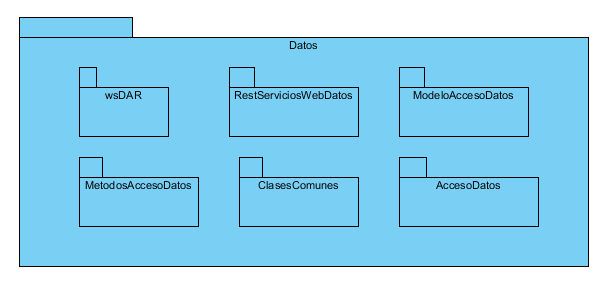 Datos
wsDAR
RestServiciosWebDatos
ModeloAccesoDatos
MetodosAccesoDatos
ClasesComunes
AccesoDatos